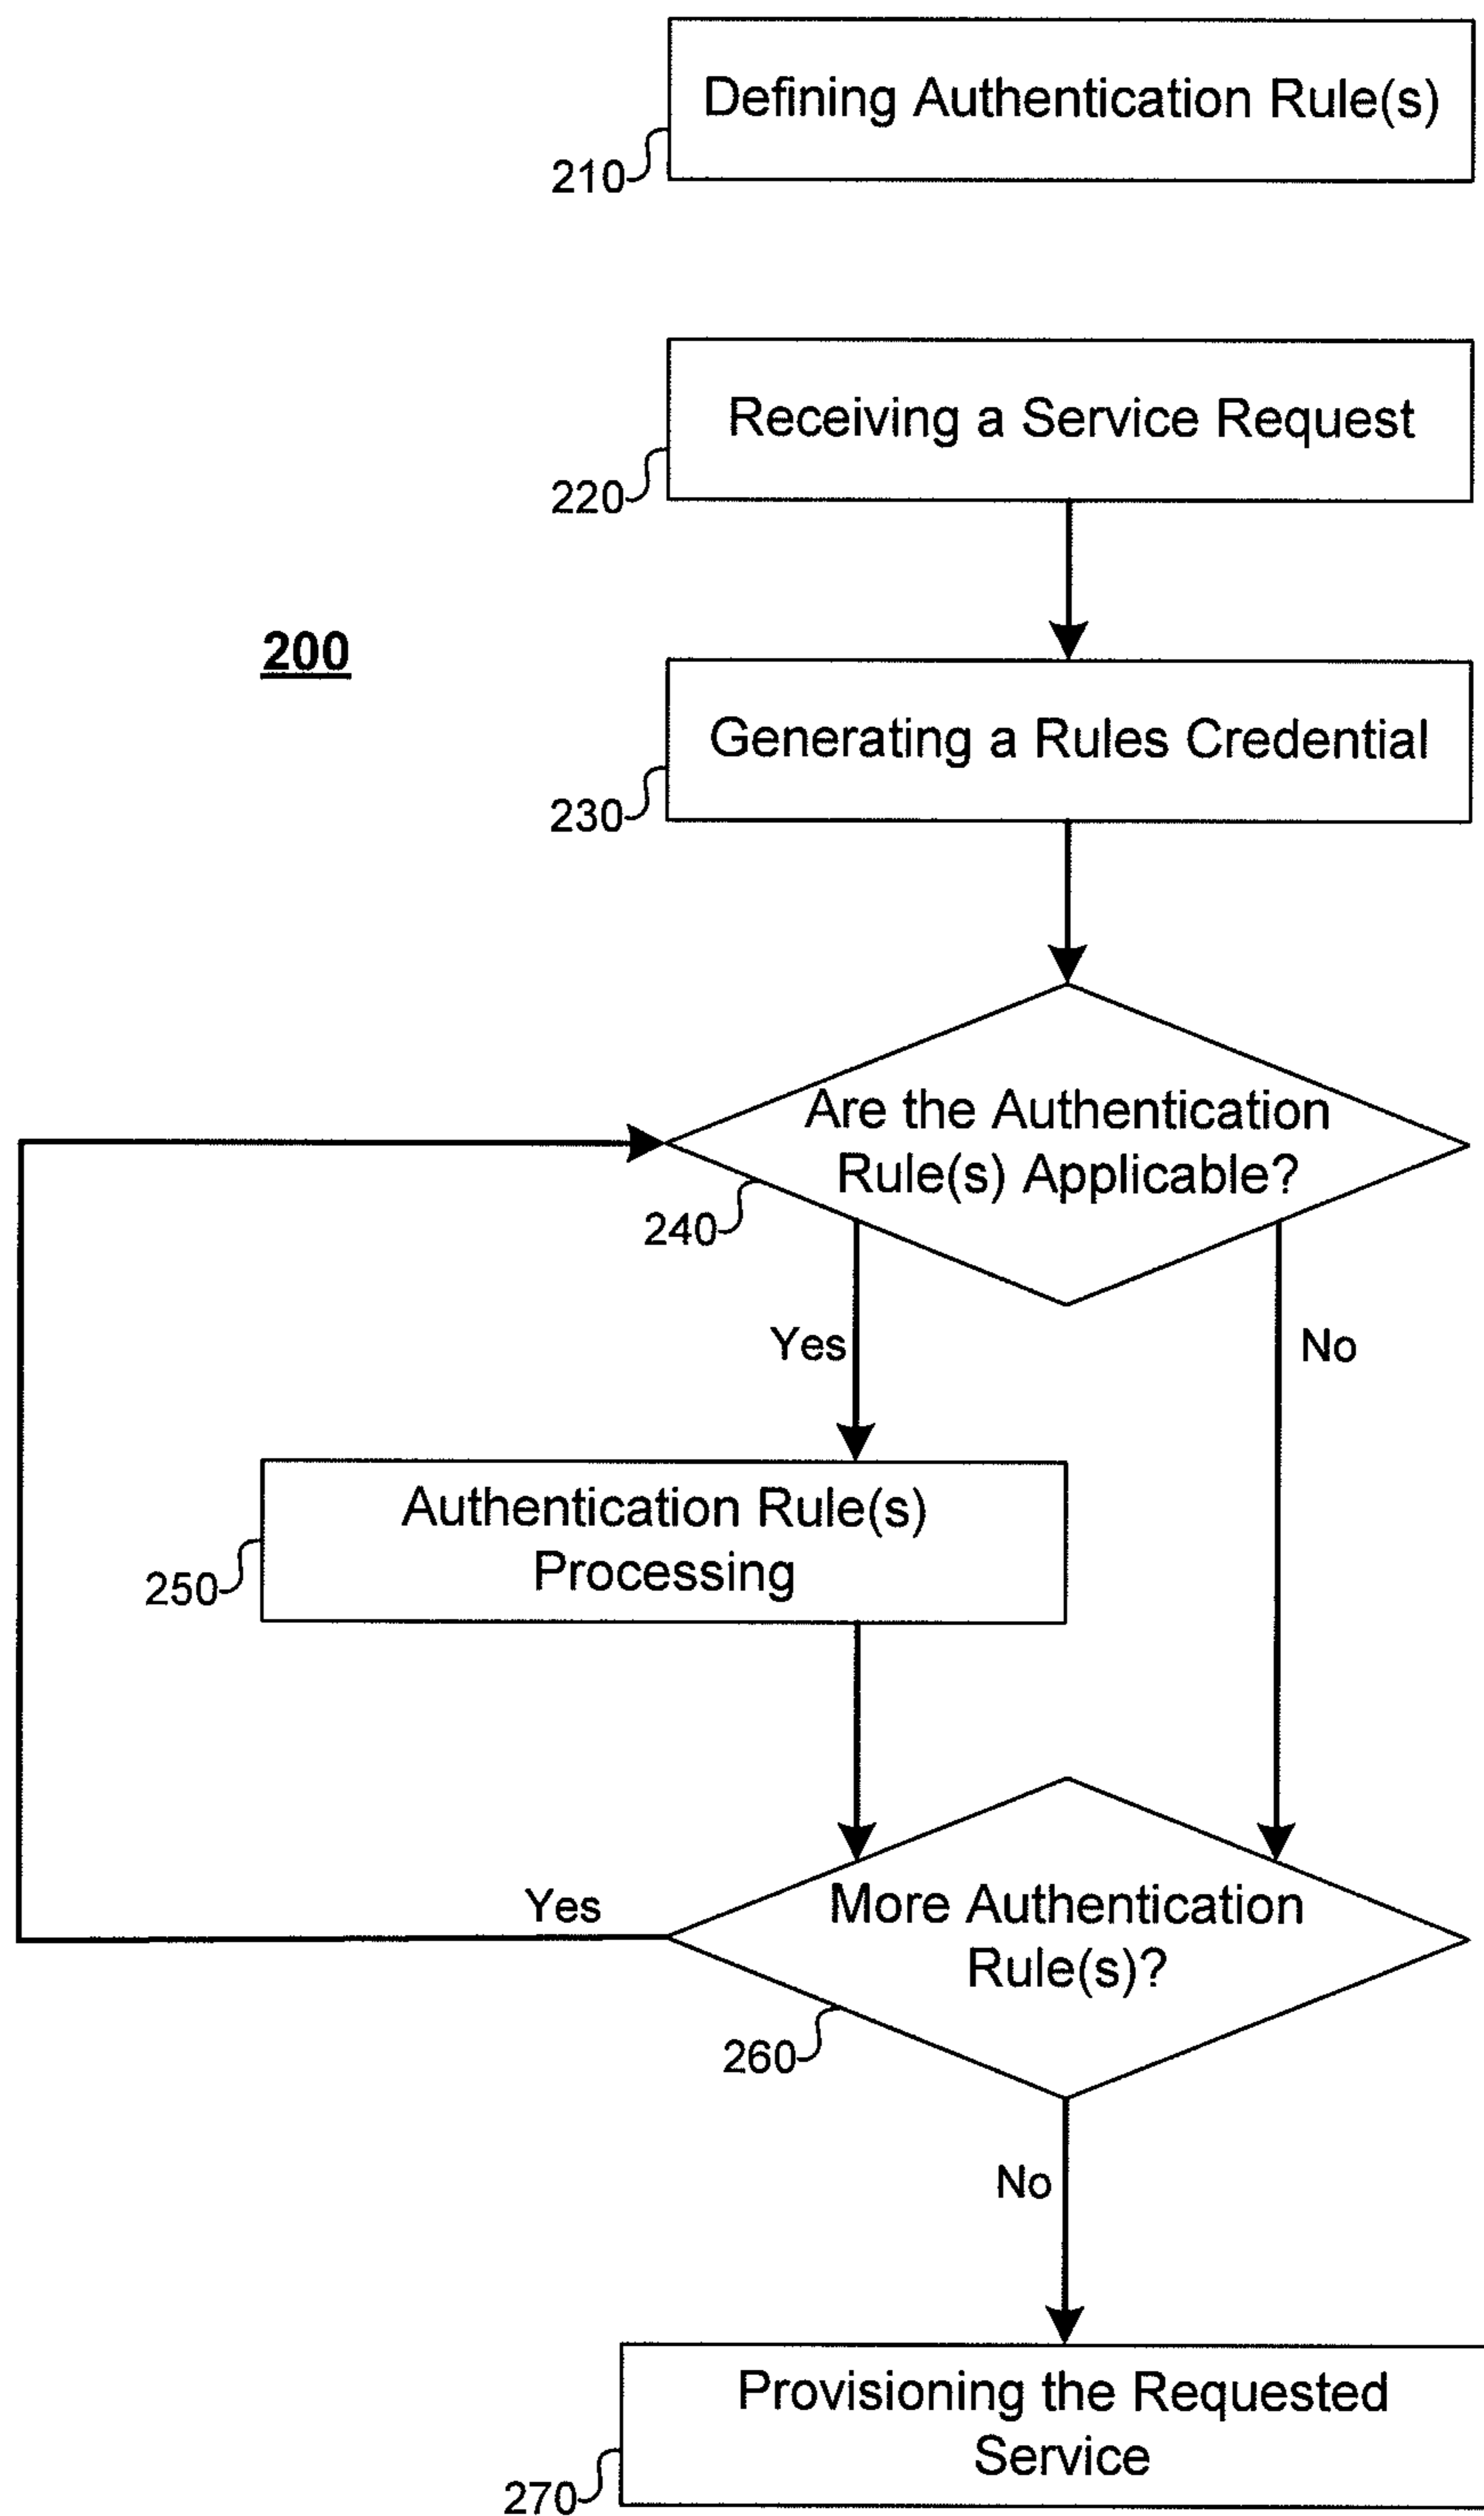 Defining Authentication Rule(s)
210
Receiving a Service Request
220
200
Generating a Rules Credential
230
Are the Authentication
Rule(s) Applicable?
240
Yes
No
Authentication Rule(s)
Processing
250
Yes
More Authentication
Rule(s)?
260
No
Provisioning the Requested
Service
270